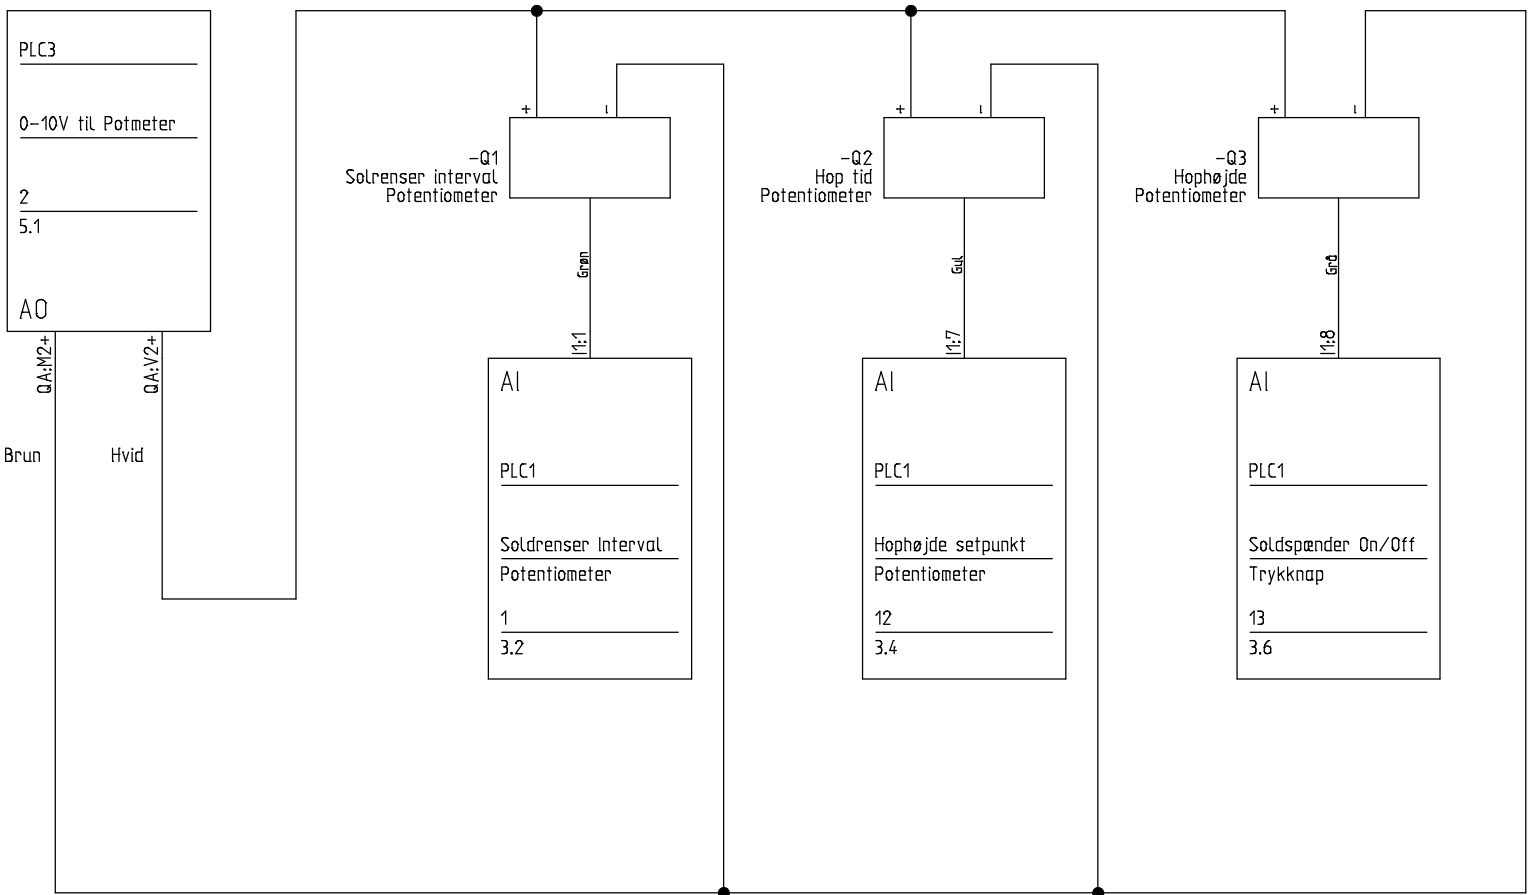 PLC3
0-10V til Potmeter
2
5.1
AO
QA:M2+
QA:V2+
Brun
Hvid
+
-Q1
Solrenser interval
Potentiometer
Grøn
I1:1
AI
PLC1
Soldrenser Interval
Potentiometer
1
3.2
+
-Q2
Hop tid
Potentiometer
Gul
I1:7
AI
PLC1
Hophøjde setpunkt
Potentiometer
12
3.4
+
-Q3
Hophøjde
Potentiometer
Grå
I1:8
AI
PLC1
Soldspænder On/Off
Trykknap
13
3.6